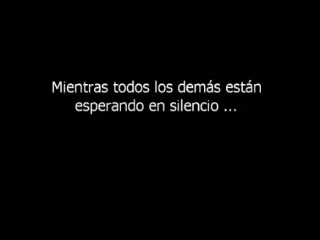 Mientras todos los demás están
esperando en silencio ...